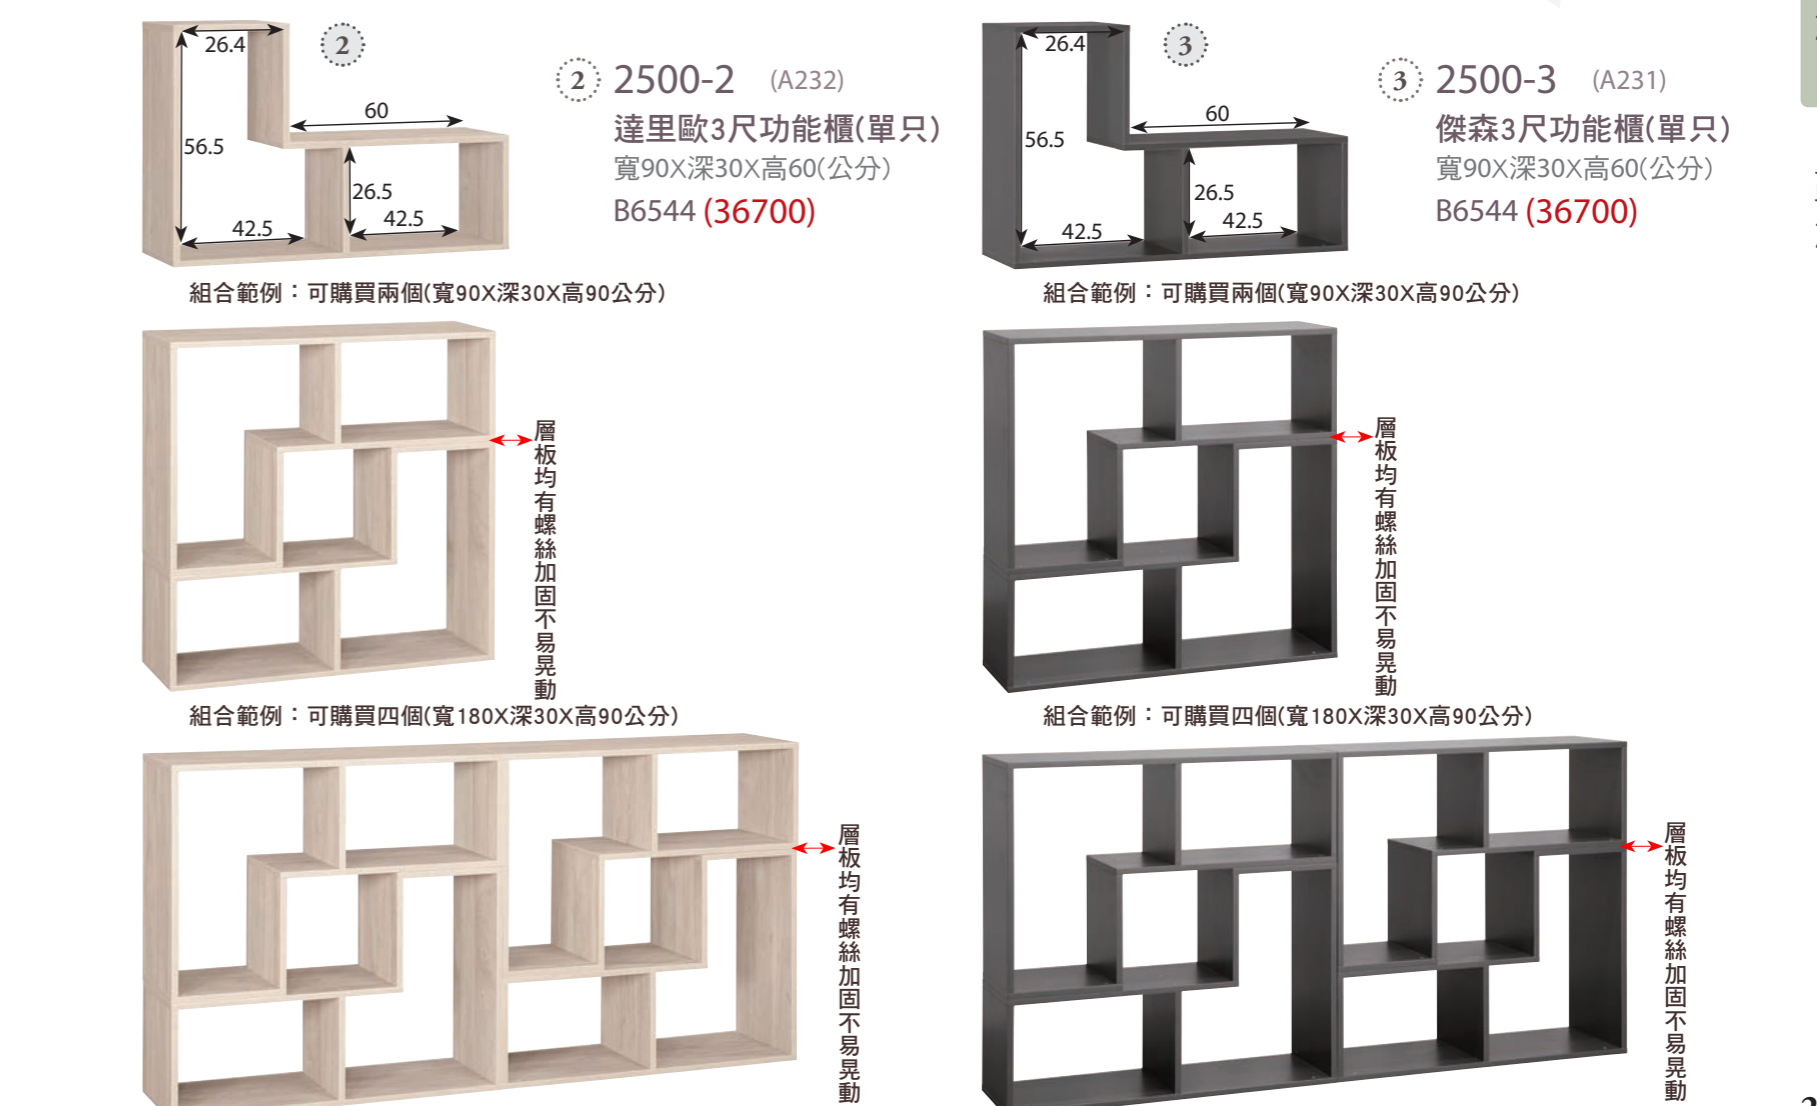 26.4
2
60
56.5
26.5
42.5
42.5
2 2500-2 (A232)
達里歐3尺功能櫃(單只)
寬90X深30X高60(公分)
B6544 (36700)
組合範例：可購買兩個(寬90X深30X高90公分)
層板均有螺絲加固不易晃動
組合範例：可購買四個(寬180X深30X高90公分)
層板均有螺絲加固不易晃動
26.4
3
60
56.5
26.5
42.5
42.5
3 2500-3 (A231)
傑森3尺功能櫃(單只)
寬90X深30X高60(公分)
B6544 (36700)
組合範例：可購買兩個(寬90X深30X高90公分)
層板均有螺絲加固不易晃動
組合範例：可購買四個(寬180X深30X高90公分)
層板均有螺絲加固不易晃動